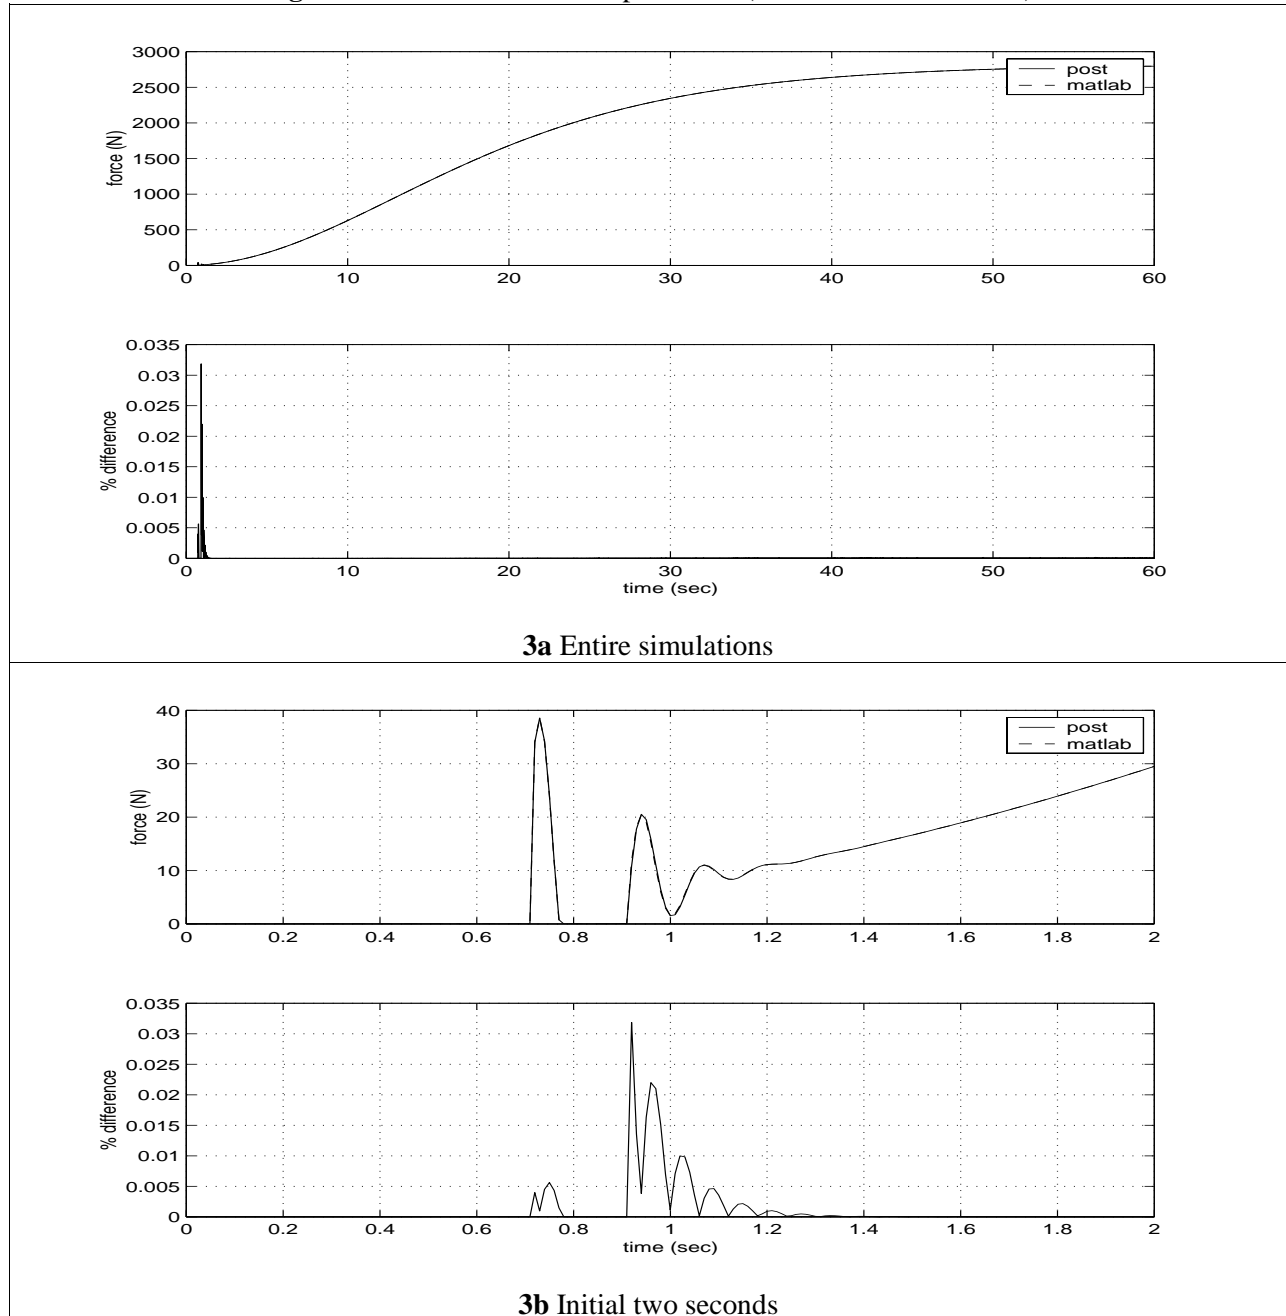 3000
2500
2000
1500
1000
500
0
force (N)
post
matlab
0 10 20 30 40 50 60
0.035
0.03
0.025
0.02
0.015
0.01
0.005
0
% difference
0 10 20 30 40 50 60
time (sec)
3a Entire simulations
40
30
20
10
0
force (N)
post
matlab
0 0.2 0.4 0.6 0.8 1 1.2 1.4 1.6 1.8 2
0.035
0.03
0.025
0.02
0.015
0.01
0.005
0
% difference
0 0.2 0.4 0.6 0.8 1 1.2 1.4 1.6 1.8 2
time (sec)
3b Initial two seconds